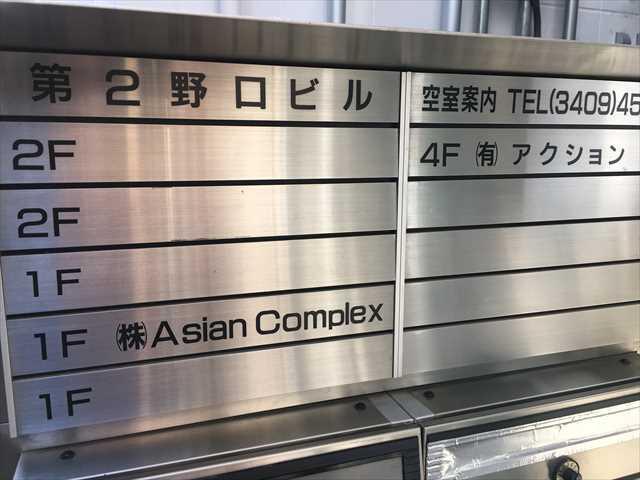 第2野口ビル
2F
2F
1F
1F ㈱Asian Complex
1F
空室案内 TEL(3409)45
4F ㈲ アクション